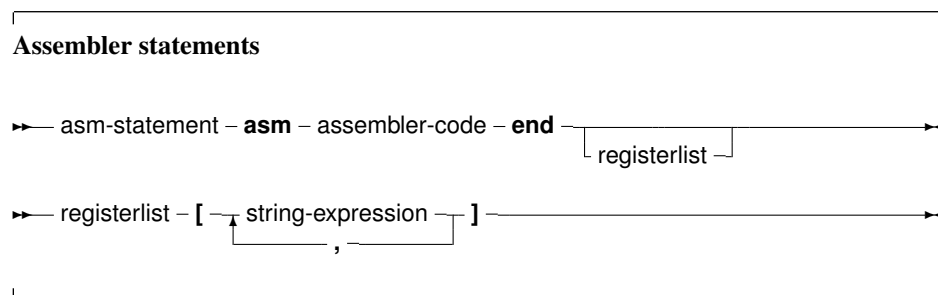 Assembler statements
asm-statement – asm – assembler-code – end
registerlist
registerlist – [ string-expression ]
,